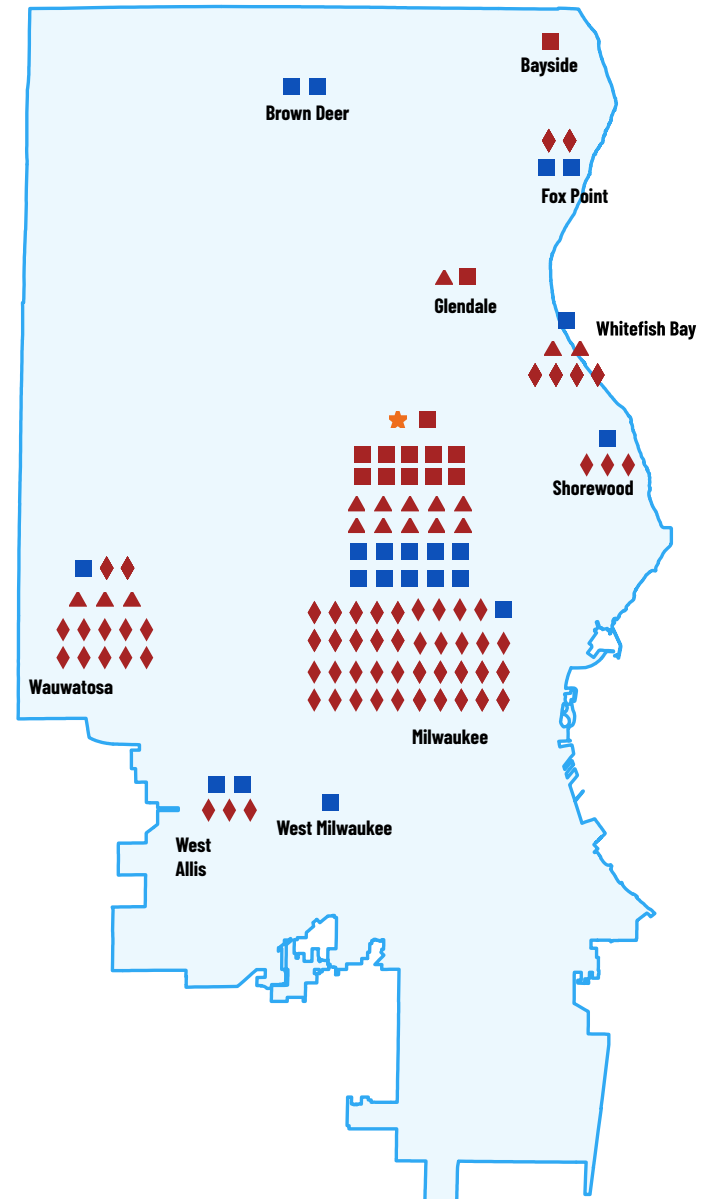 Bayside
Brown Deer
Fox Point
Glendale
Whitefish Bay
Shorewood
Wauwatosa
Milwaukee
West Milwaukee
West
Allis